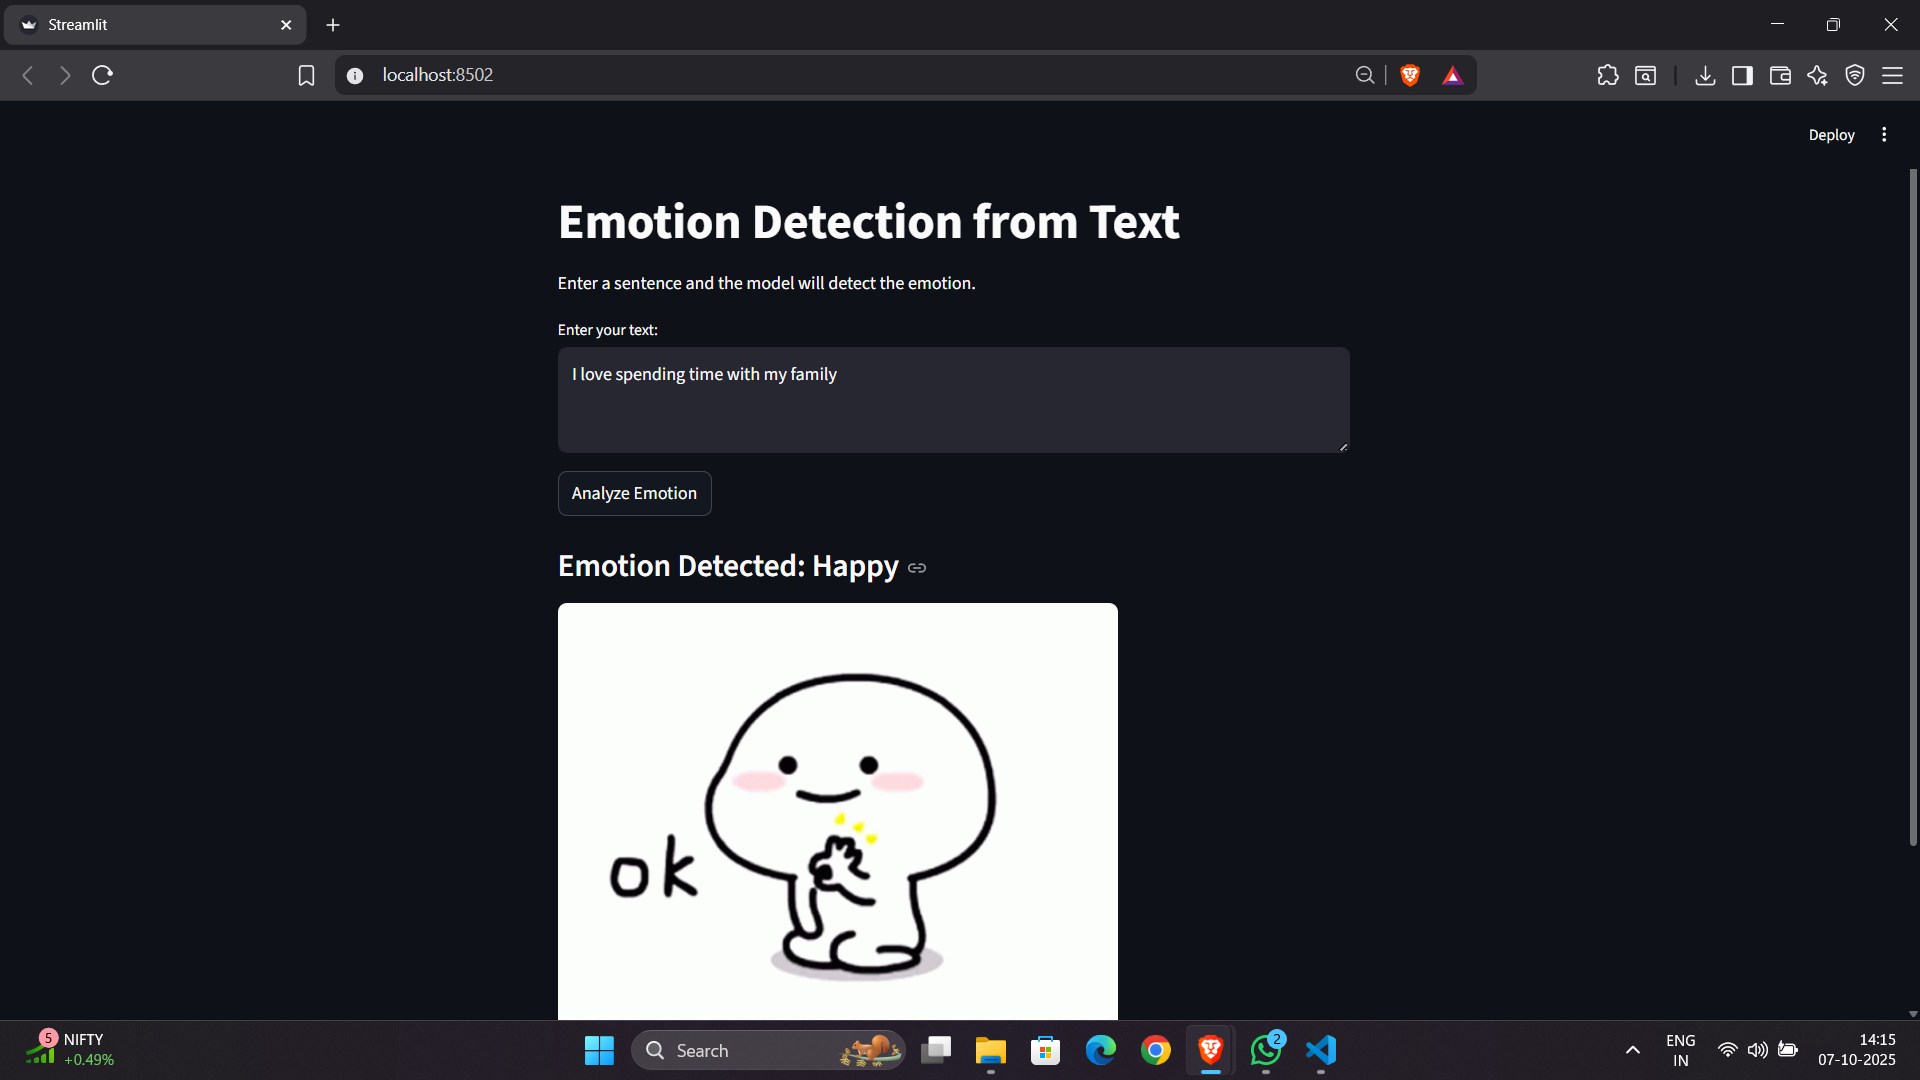 Streamlit
localhost:8502
Deploy
Emotion Detection from Text
Enter a sentence and the model will detect the emotion.
Enter your text:
I love spending time with my family
Analyze Emotion
Emotion Detected: Happy
ok
5
NIFTY
+0.49%
Search
2
ENG
IN
14:15
07-10-2025